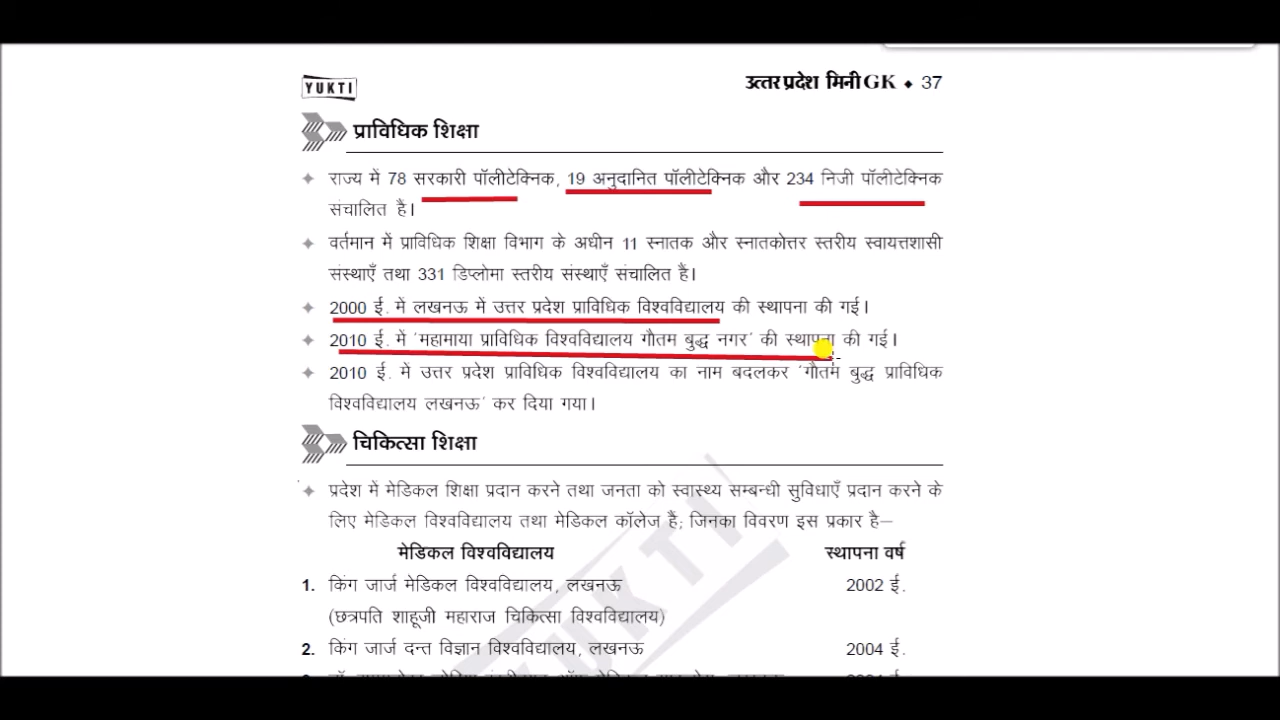 YUKTI
उत्तर प्रदेश मिनी GK ◆ 37
प्राविधिक शिक्षा
राज्य में 78 सरकारी पॉलीटेक्निक, 19 अनुदानित पॉलीटेक्निक और 234 निजी पॉलीटेक्निक
संचालित है।
वर्तमान में प्राविधिक शिक्षा विभाग के अधीन 11 स्नातक और स्नातकोत्तर स्तरीय स्वायत्तशासी
संस्थाएँ तथा 331 डिप्लोमा स्तरीय संस्थाएँ संचालित हैं।
2000 ई. में लखनऊ में उत्तर प्रदेश प्राविधिक विश्वविद्यालय की स्थापना की गई।
2010 ई. में ‘महामाया प्राविधिक विश्वविद्यालय गौतम बुद्ध नगर’ की स्थापना की गई।
2010 ई. में उत्तर प्रदेश प्राविधिक विश्वविद्यालय का नाम बदलकर ‘गौतम बुद्ध प्राविधिक
विश्वविद्यालय लखनऊ’ कर दिया गया।
चिकित्सा शिक्षा
प्रदेश में मेडिकल शिक्षा प्रदान करने तथा जनता को स्वास्थ्य सम्बन्धी सुविधाएँ प्रदान करने के
लिए मेडिकल विश्वविद्यालय तथा मेडिकल कॉलेज हैं; जिनका विवरण इस प्रकार है–
मेडिकल विश्वविद्यालय स्थापना वर्ष
1. किंग जार्ज मेडिकल विश्वविद्यालय, लखनऊ 2002 ई.
(छत्रपति शाहूजी महाराज चिकित्सा विश्वविद्यालय)
2. किंग जार्ज दन्त विज्ञान विश्वविद्यालय, लखनऊ 2004 ई.
YUKTI